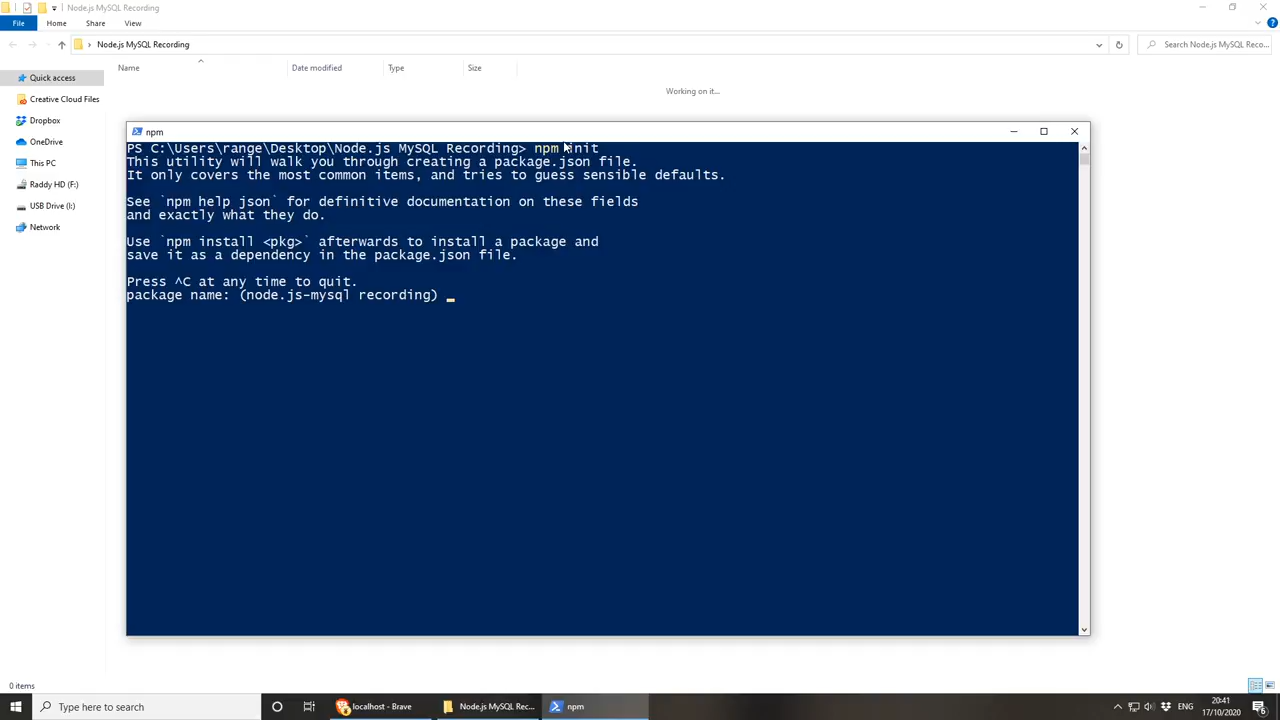 Node.js MySQL Recording
File Home Share View
Node.js MySQL Recording
Search Node.js MySQL Reco...
Name Date modified Type Size
Working on it...
Quick access
Creative Cloud Files
Dropbox
OneDrive
This PC
Raddy HD (F:)
USB Drive (I:)
Network
npm
PS C:\Users\range\Desktop\Node.js MySQL Recording> npm init
This utility will walk you through creating a package.json file.
It only covers the most common items, and tries to guess sensible defaults.
See `npm help json` for definitive documentation on these fields
and exactly what they do.
Use `npm install <pkg>` afterwards to install a package and
save it as a dependency in the package.json file.
Press ^C at any time to quit.
package name: (node.js-mysql recording)
0 items
Type here to search
localhost - Brave
Node.js MySQL Rec...
npm
ENG
20:41
17/10/2020
6